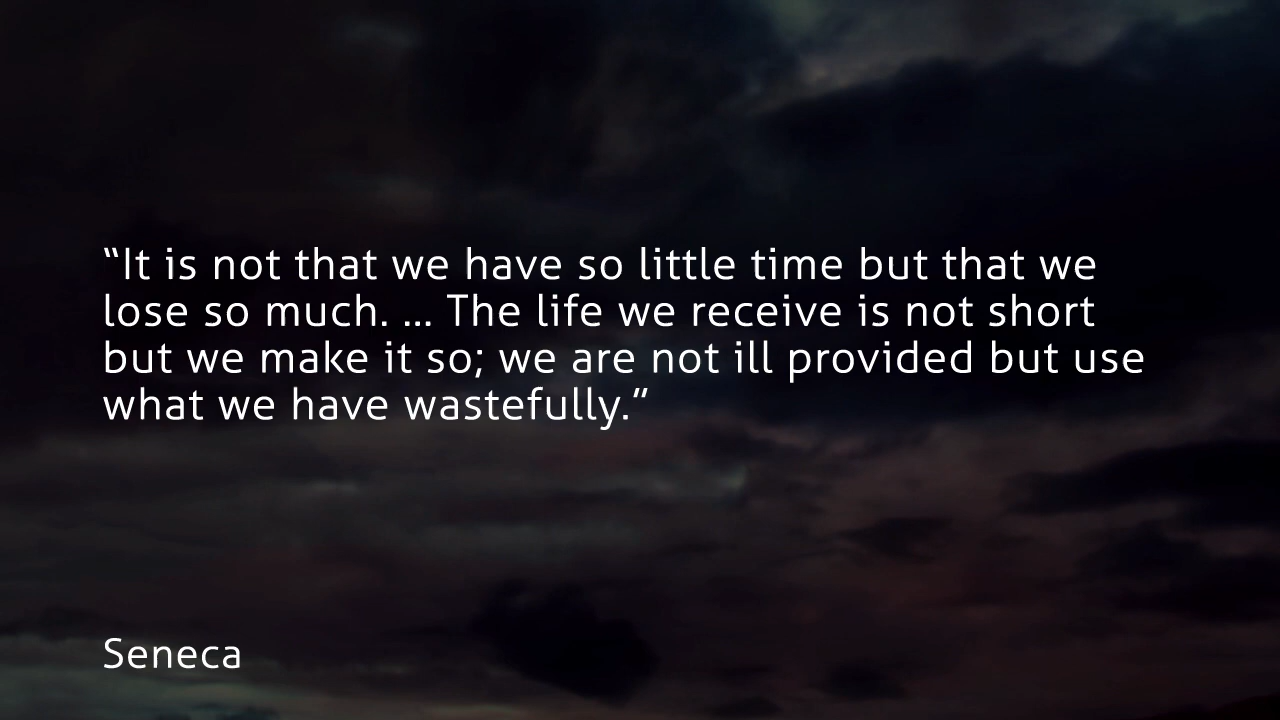 “It is not that we have so little time but that we
lose so much. ... The life we receive is not short
but we make it so; we are not ill provided but use
what we have wastefully.”
Seneca